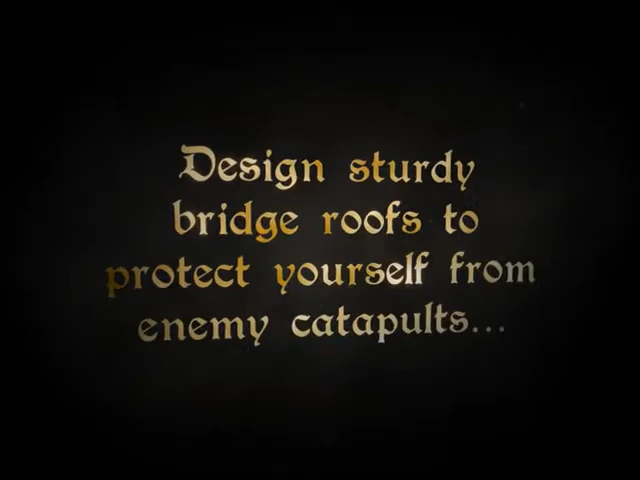 Design sturdy
bridge roofs to
protect yourself from
enemy catapults...